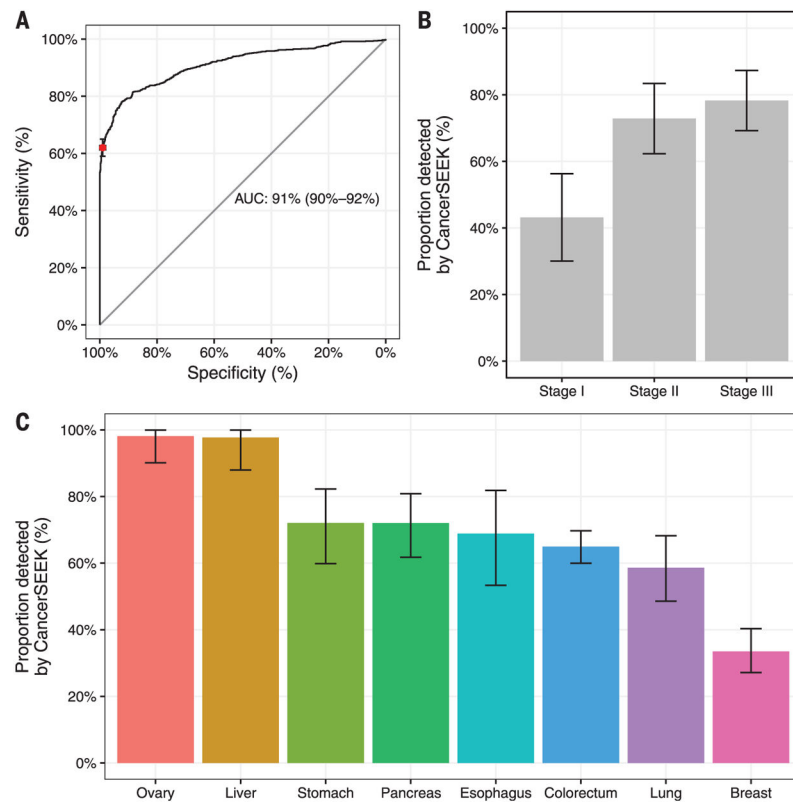 A
Sensitivity (%)
100%
80%
60%
40%
20%
0%
AUC: 91% (90%–92%)
100% 80% 60% 40% 20% 0%
Specificity (%)
B
Proportion detected
by CancerSEEK (%)
100%
80%
60%
40%
20%
0%
Stage I Stage II Stage III
C
Proportion detected
by CancerSEEK (%)
100%
80%
60%
40%
20%
0%
Ovary Liver Stomach Pancreas Esophagus Colorectum Lung Breast